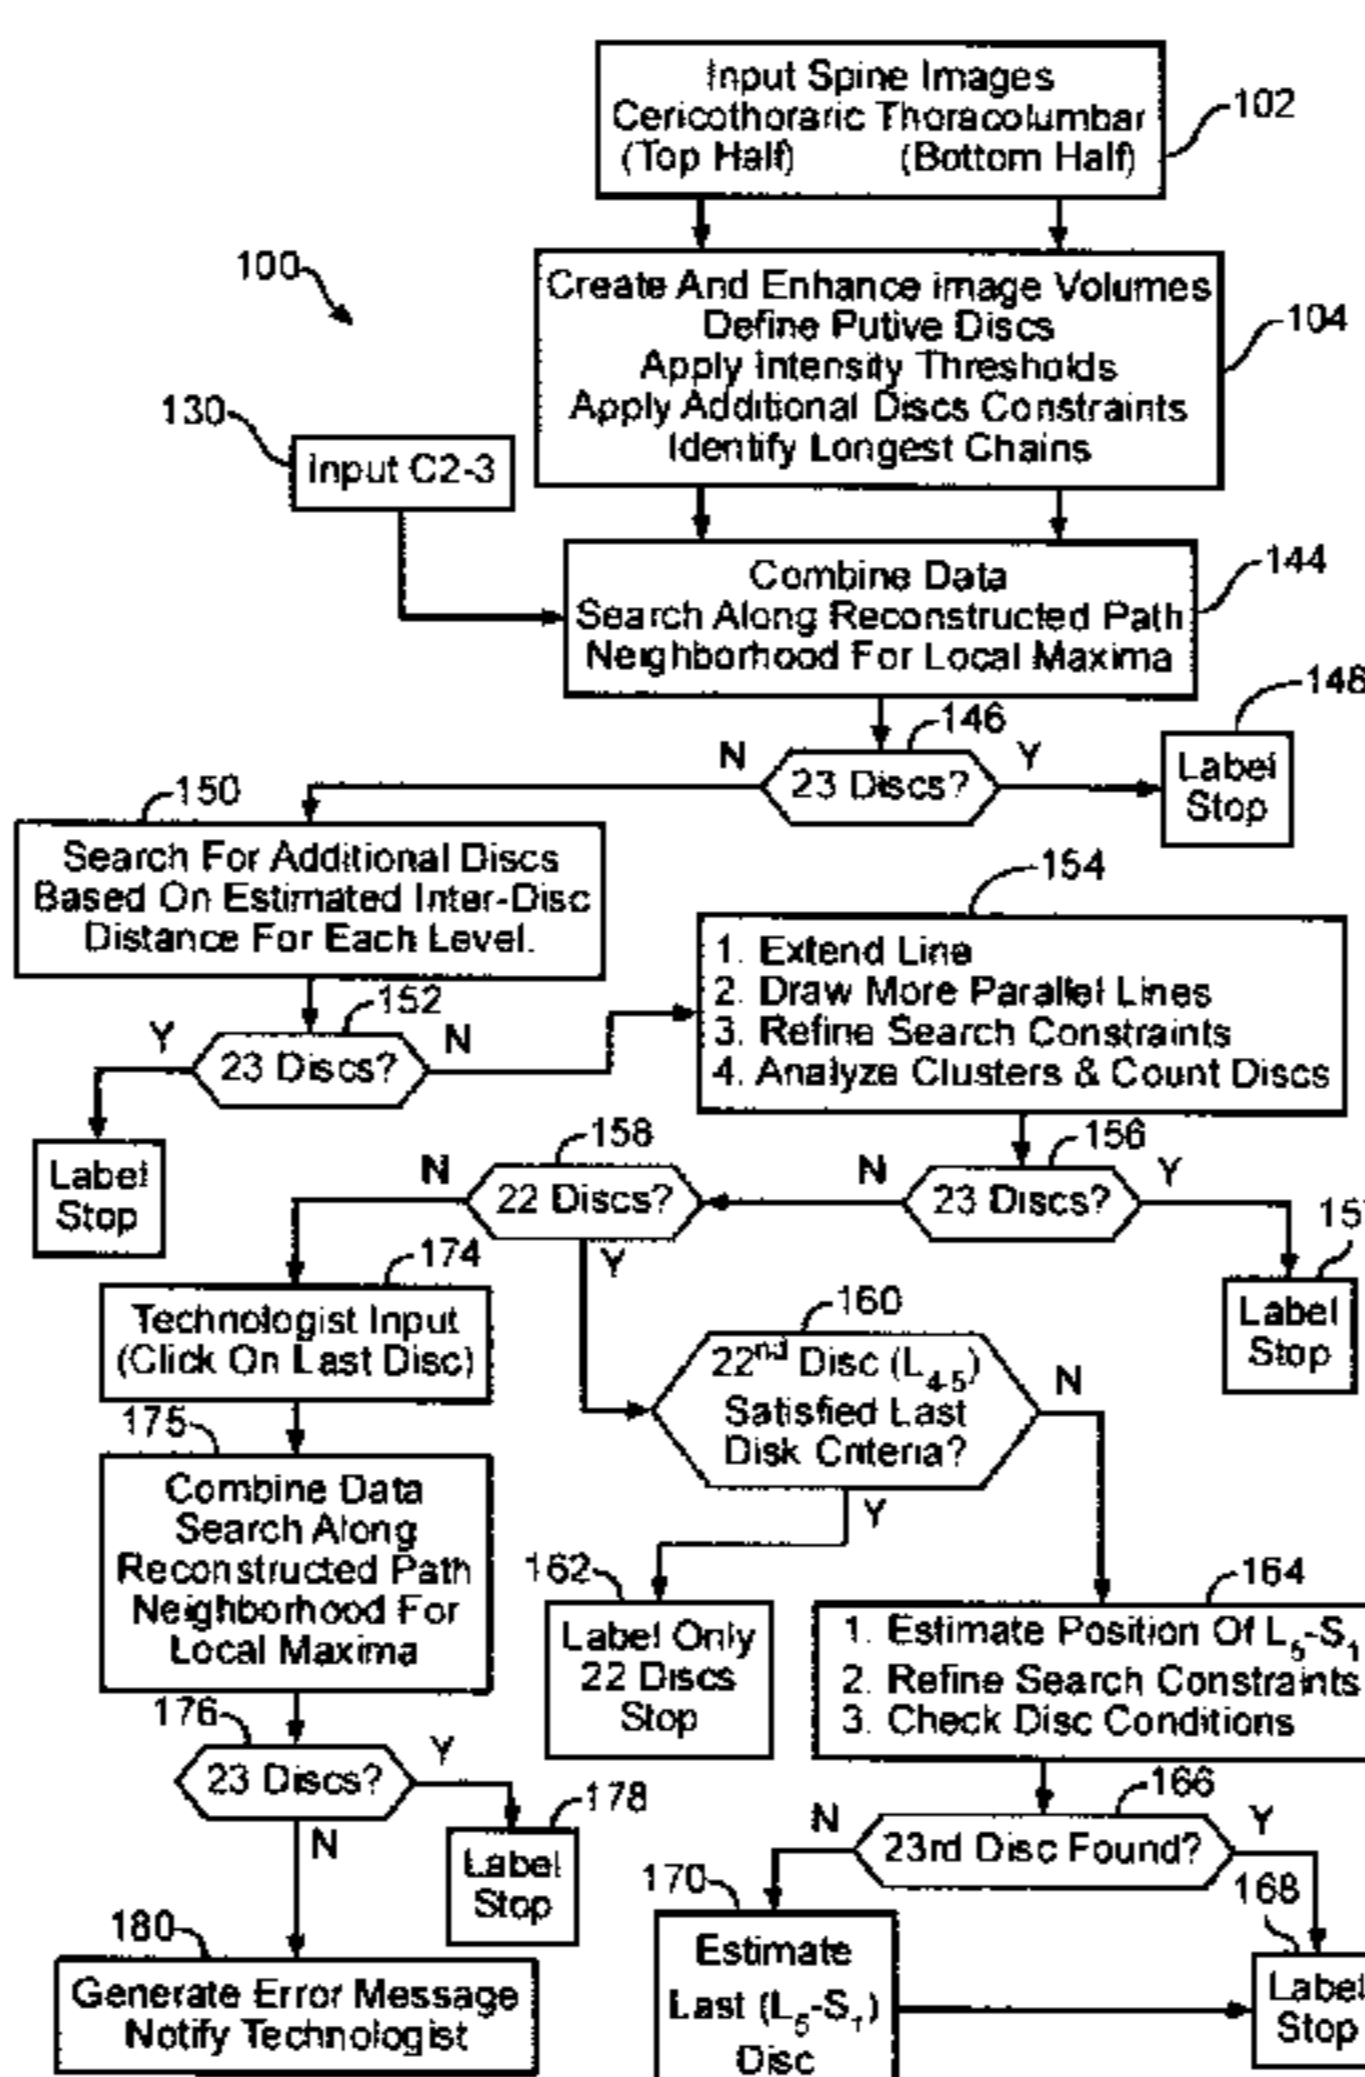 Input Spine Images
Cericothoraric Thoracolumbar
(Top Half) (Bottom Half)
102
100
Create And Enhance image Volumes
Define Putive Discs
Apply Intensity Thresholds
Apply Additional Discs Constraints
Identify Longest Chains
104
130
Input C2-3
Combine Data
Search Along Reconstructed Path
Neighborhood For Local Maxima
144
146
N
23 Discs?
Y
148
Label
Stop
150
Search For Additional Discs
Based On Estimated Inter-Disc
Distance For Each Level.
152
Y
23 Discs?
N
Label
Stop
154
1. Extend Line
2. Draw More Parallel Lines
3. Refine Search Constraints
4. Analyze Clusters & Count Discs
156
N
23 Discs?
Y
Label
Stop
158
N
22 Discs?
Y
174
Technologist Input
(Click On Last Disc)
160
22nd Disc (L4-5)
Satisfied Last
Disk Criteria?
N
Y
175
Combine Data
Search Along
Reconstructed Path
Neighborhood For
Local Maxima
162
Label Only
22 Discs
Stop
164
1. Estimate Position Of L5-S1
2. Refine Search Constraints
3. Check Disc Conditions
176
23 Discs?
Y
N
178
Label
Stop
166
N
23rd Disc Found?
Y
168
Label
Stop
170
Estimate
Last (L5-S1)
Disc
180
Generate Error Message
Notify Technologist